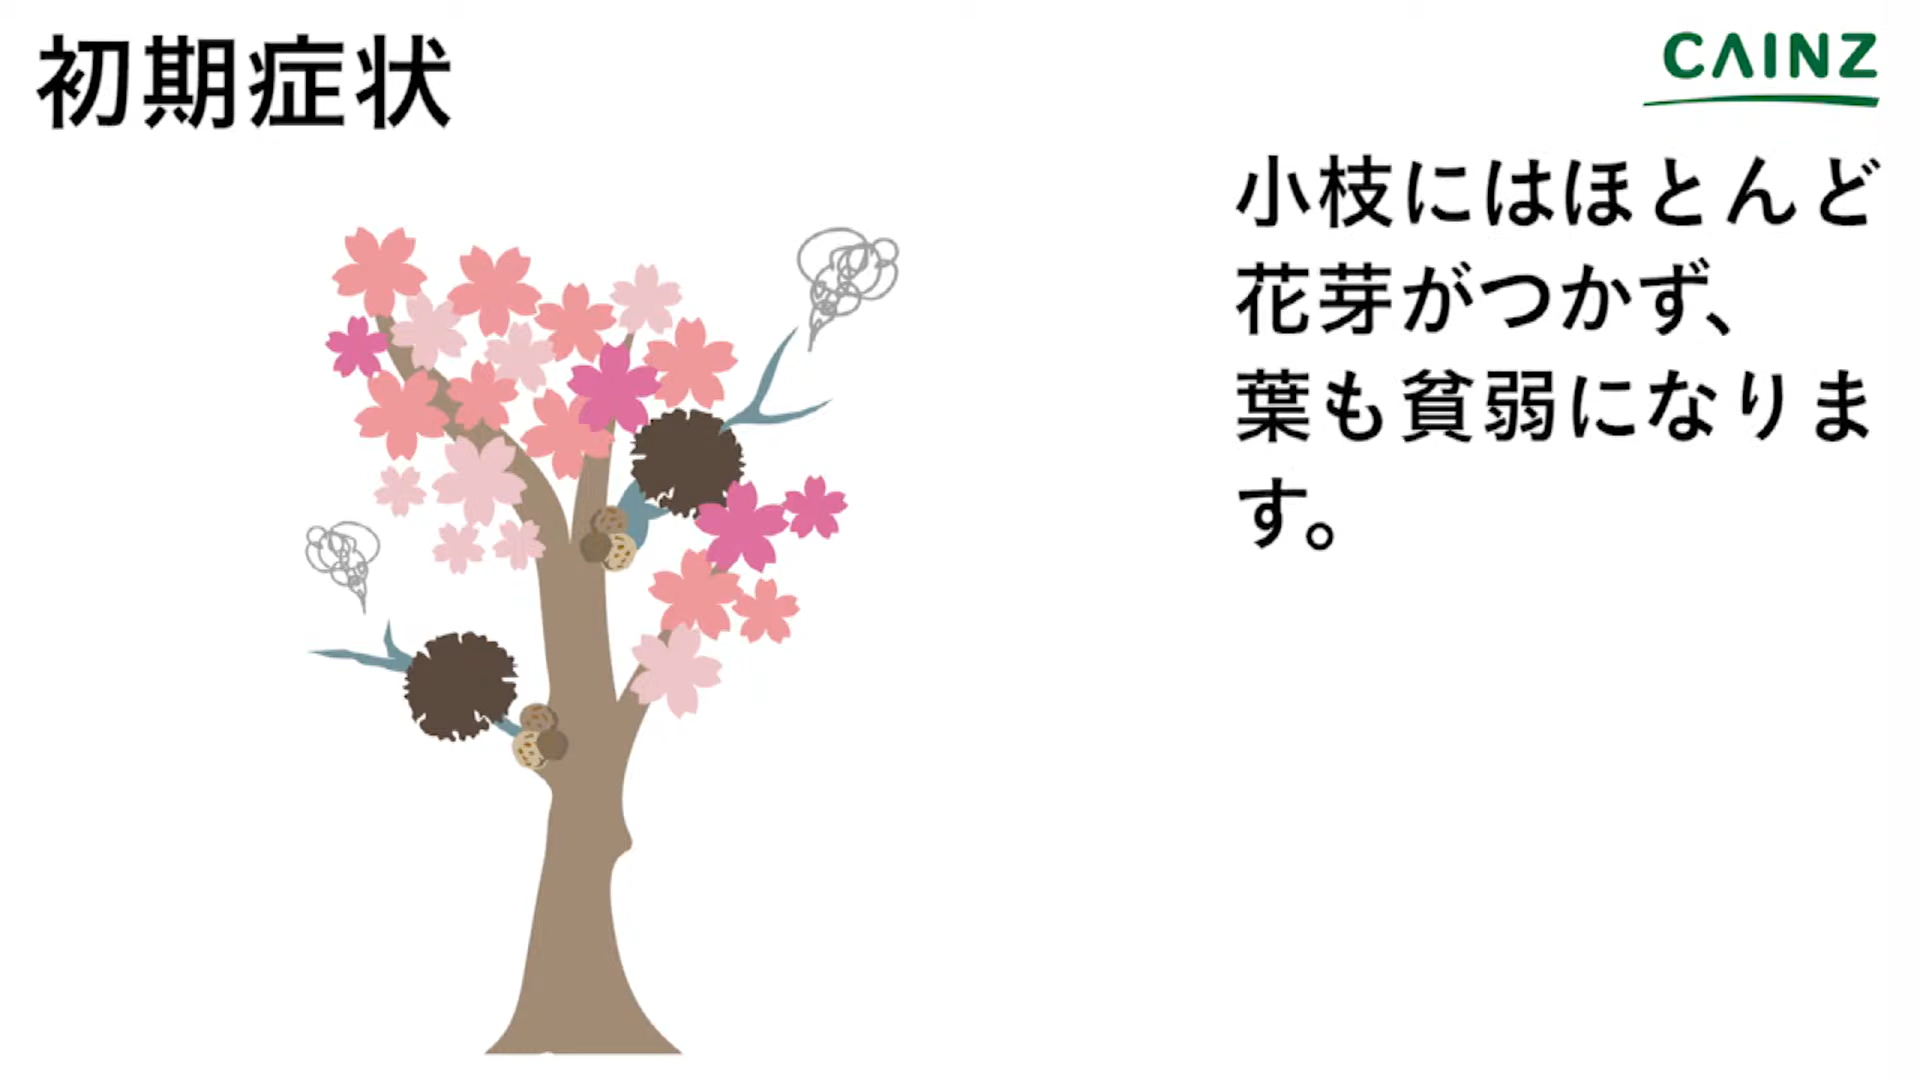 初期症状
CAINZ
小枝にはほとんど
花芽がつかず、
葉も貧弱になりま
す。